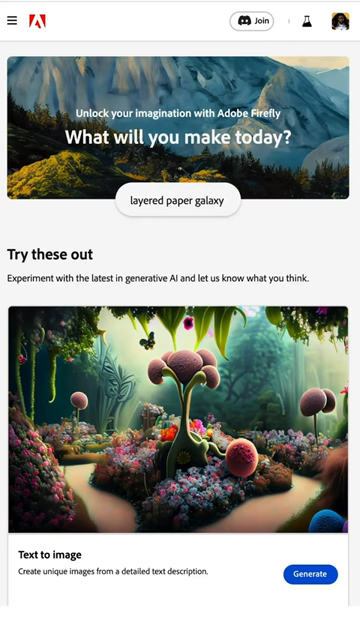 Join
Unlock your imagination with Adobe Firefly
What will you make today?
layered paper galaxy
Try these out
Experiment with the latest in generative AI and let us know what you think.
Text to image
Create unique images from a detailed text description.
Generate